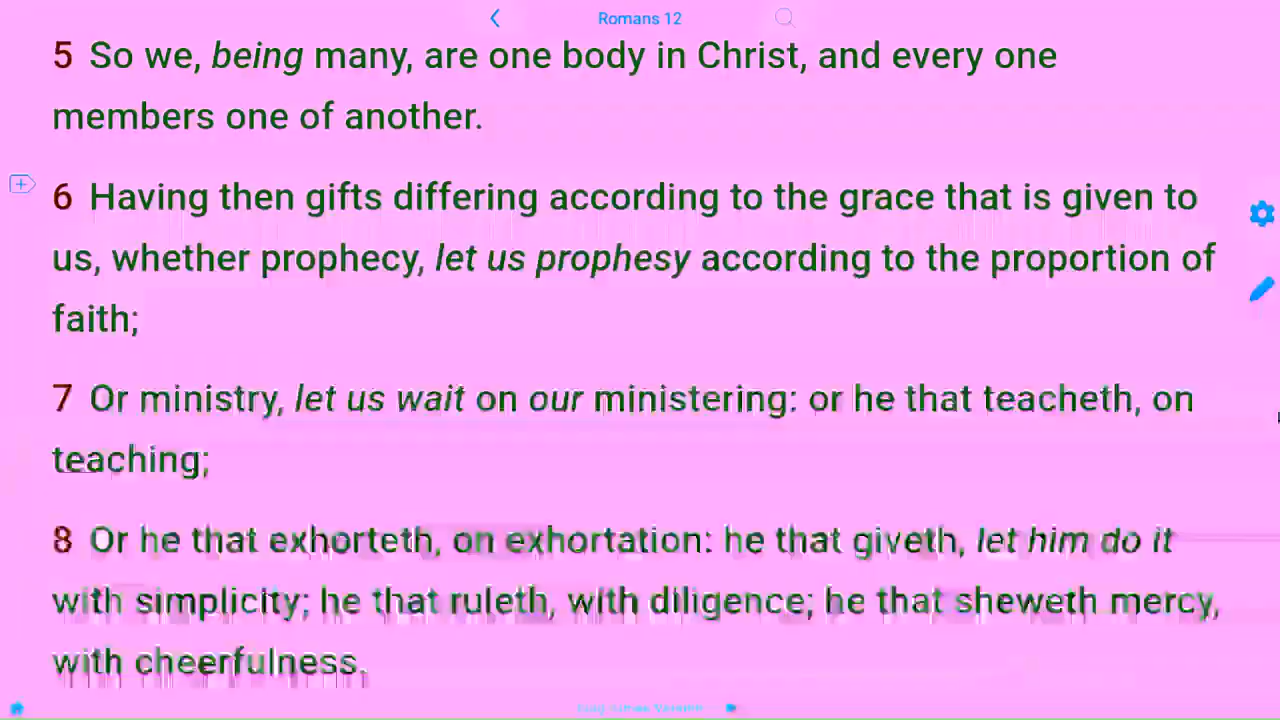 Romans 12
5 So we, being many, are one body in Christ, and every one
members one of another.
6 Having then gifts differing according to the grace that is given to
us, whether prophecy, let us prophesy according to the proportion of
faith;
7 Or ministry, let us wait on our ministering: or he that teacheth, on
teaching;
8 Or he that exhorteth, on exhortation: he that giveth, let him do it
with simplicity; he that ruleth, with diligence; he that sheweth mercy,
with cheerfulness.